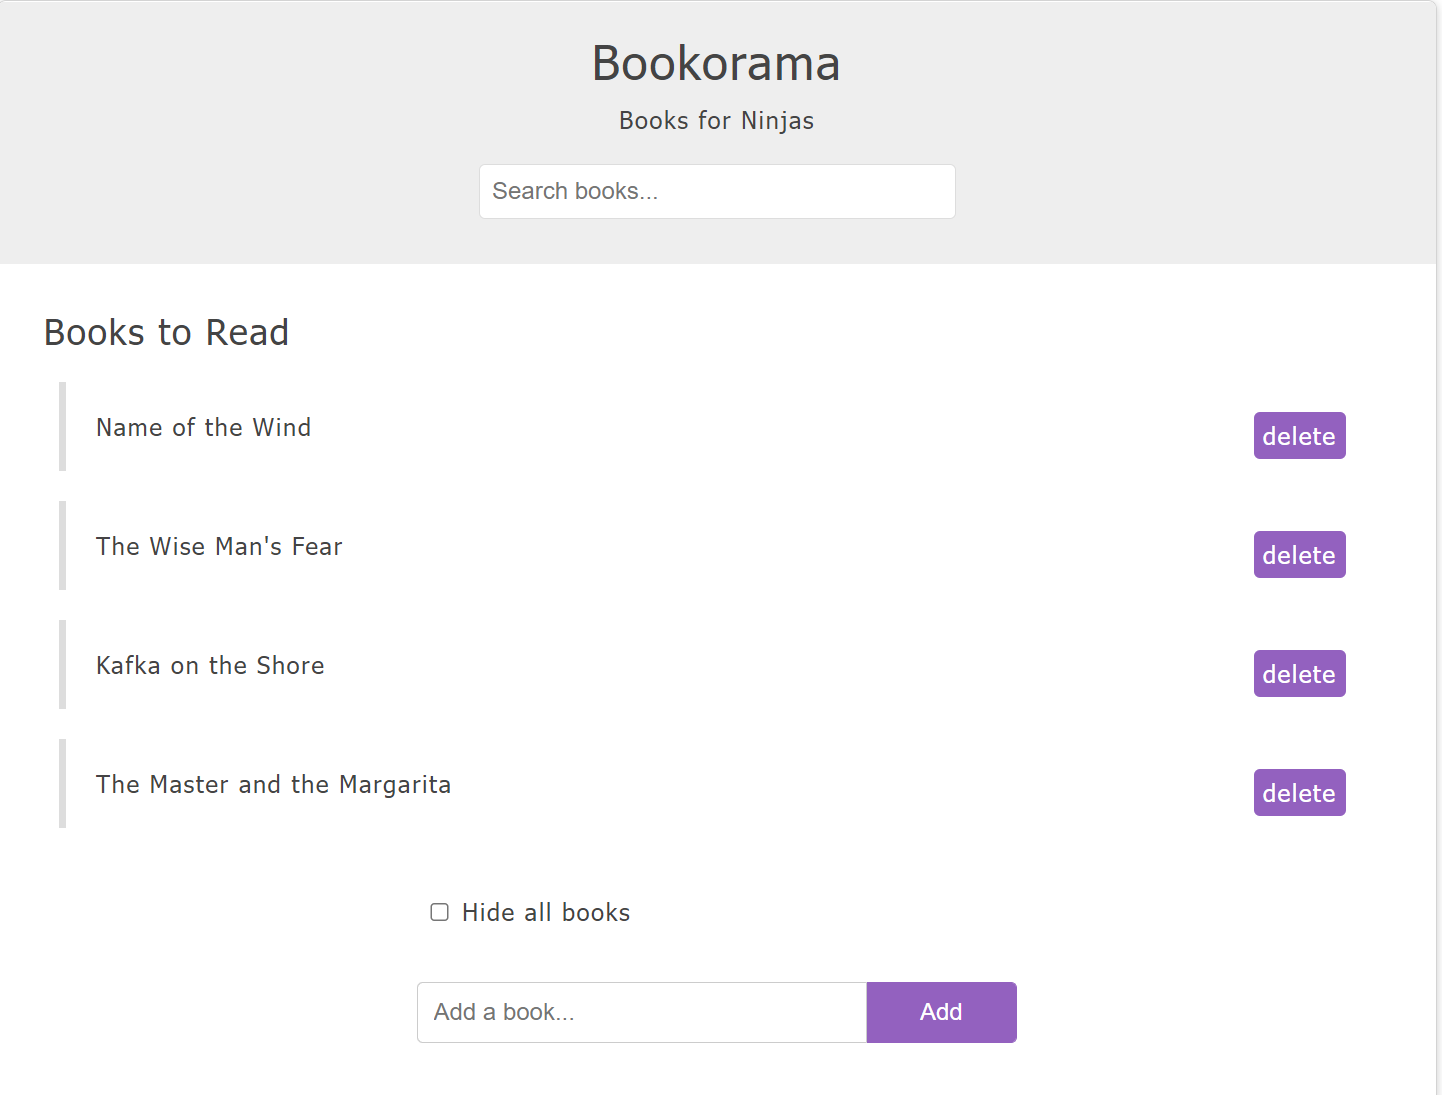 Bookorama
Books for Ninjas
Search books...
Books to Read
Name of the Wind
delete
The Wise Man's Fear
delete
Kafka on the Shore
delete
The Master and the Margarita
delete
Hide all books
Add a book...
Add